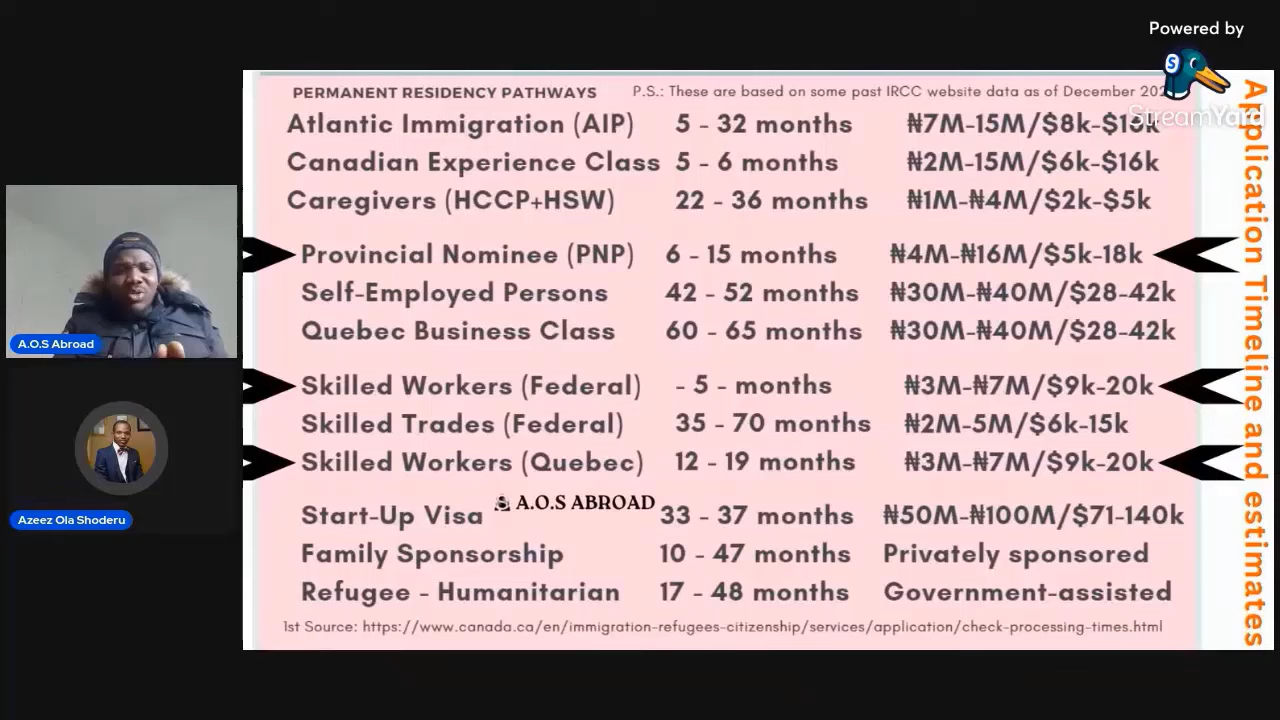 Powered by
StreamYard
PERMANENT RESIDENCY PATHWAYS P.S.: These are based on some past IRCC website data as of December
Atlantic Immigration (AIP) 5 - 32 months ₦7M-15M/$8k-
Canadian Experience Class 5 - 6 months ₦2M-15M/$6k-$16k
Caregivers (HCCP+HSW) 22 - 36 months ₦1M-₦4M/$2k-$5k
Provincial Nominee (PNP) 6 - 15 months ₦4M-₦16M/$5k-18k
Self-Employed Persons 42 - 52 months ₦30M-₦40M/$28-42k
Quebec Business Class 60 - 65 months ₦30M-₦40M/$28-42k
Skilled Workers (Federal) - 5 - months ₦3M-₦7M/$9k-20k
Skilled Trades (Federal) 35 - 70 months ₦2M-5M/$6k-15k
Skilled Workers (Quebec) 12 - 19 months ₦3M-₦7M/$9k-20k
A.O.S ABROAD
Start-Up Visa 33 - 37 months ₦50M-₦100M/$71-140k
Family Sponsorship 10 - 47 months Privately sponsored
Refugee - Humanitarian 17 - 48 months Government-assisted
1st Source: https://www.canada.ca/en/immigration-refugees-citizenship/services/application/check-processing-times.html
Application Timeline and estimates
A.O.S Abroad
Azeez Ola Shoderu